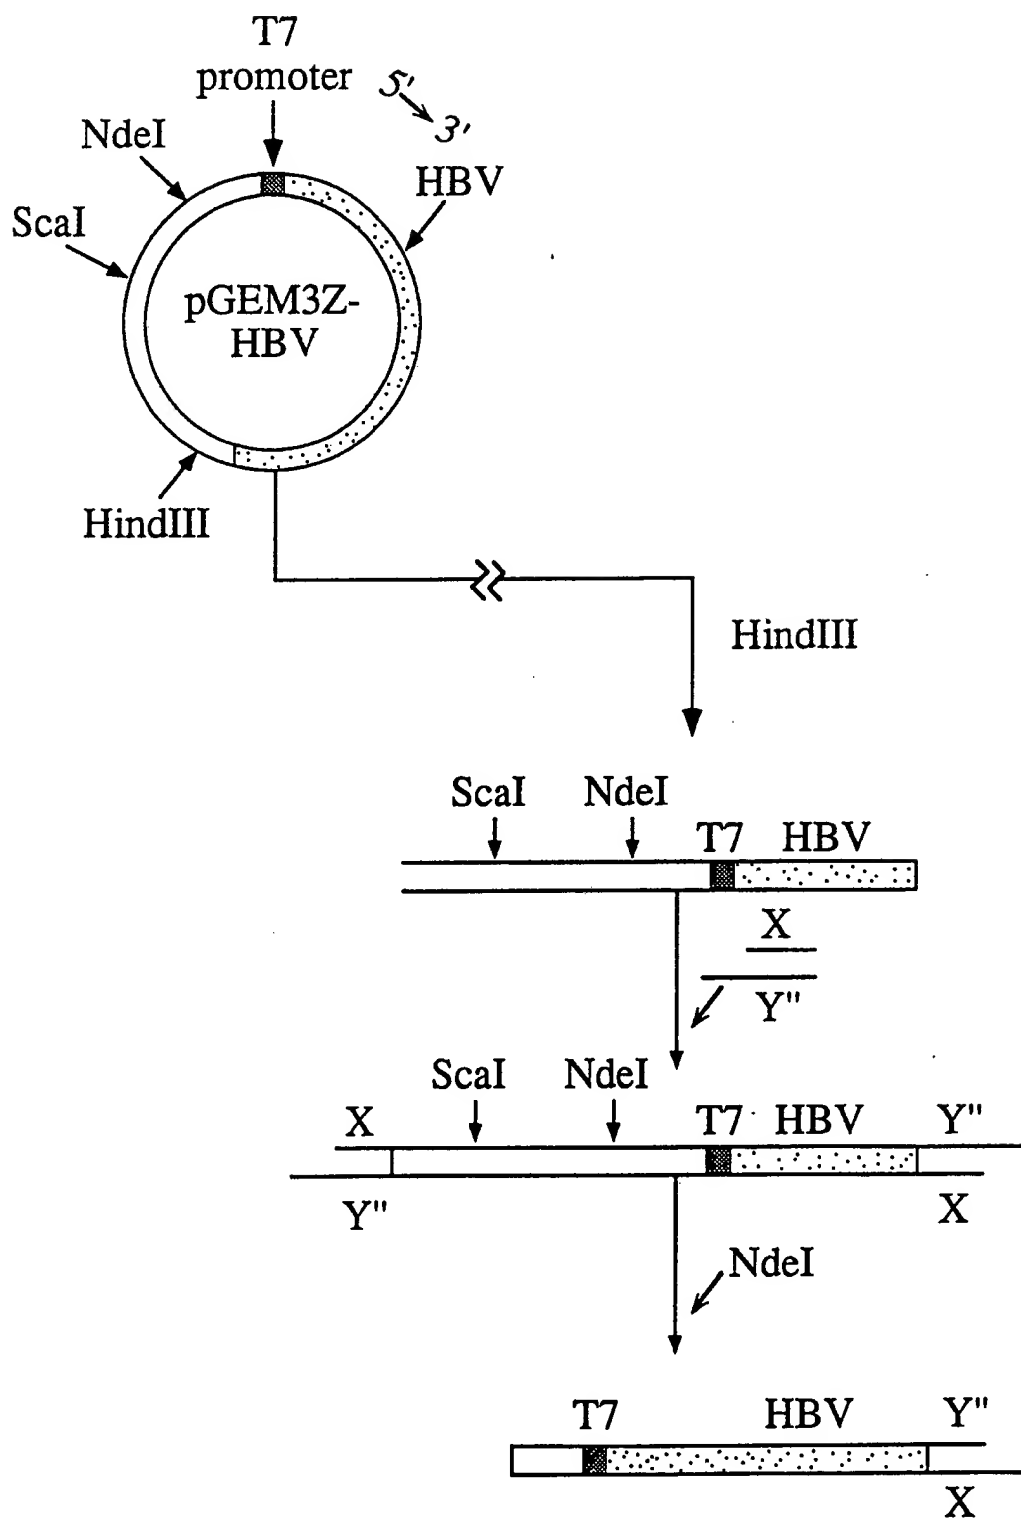 T7
promoter
5'
3'
NdeI
HBV
ScaI
pGEM3Z-
HBV
HindIII
HindIII
ScaI NdeI
T7 HBV
X
Y"
ScaI NdeI
X T7 HBV Y"
Y" X
NdeI
T7 HBV Y"
X